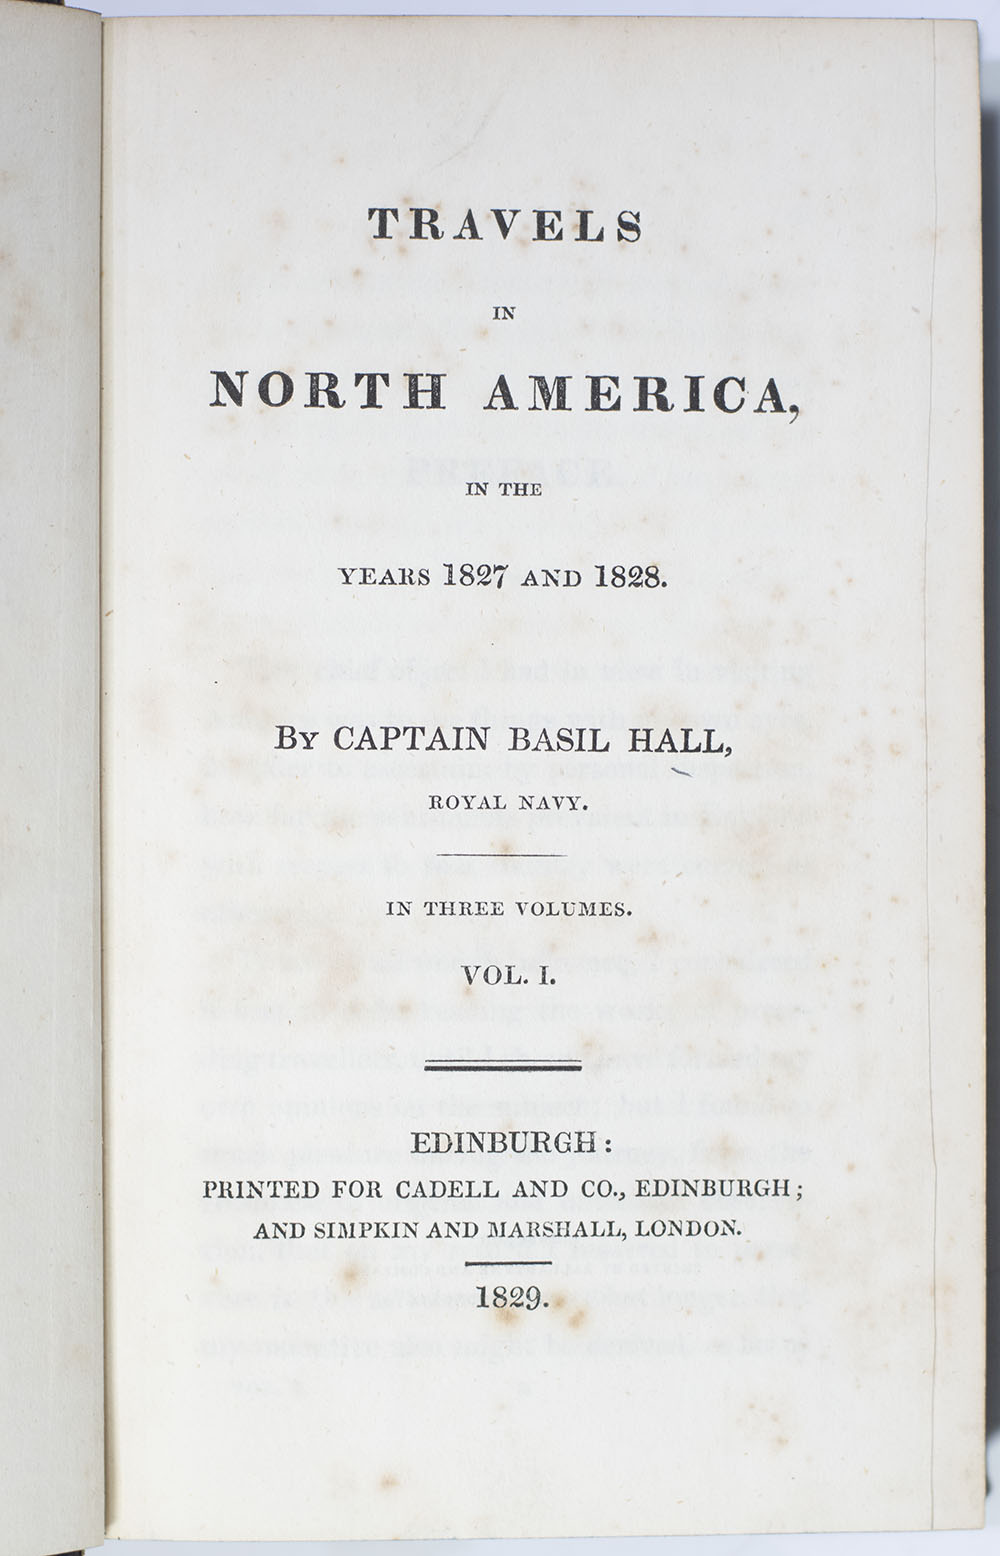 TRAVELS
IN
NORTH AMERICA,
IN THE
YEARS 1827 AND 1828.
BY CAPTAIN BASIL HALL,
ROYAL NAVY.
IN THREE VOLUMES.
VOL. I.
EDINBURGH:
PRINTED FOR CADELL AND CO., EDINBURGH;
AND SIMPKIN AND MARSHALL, LONDON.
1829.